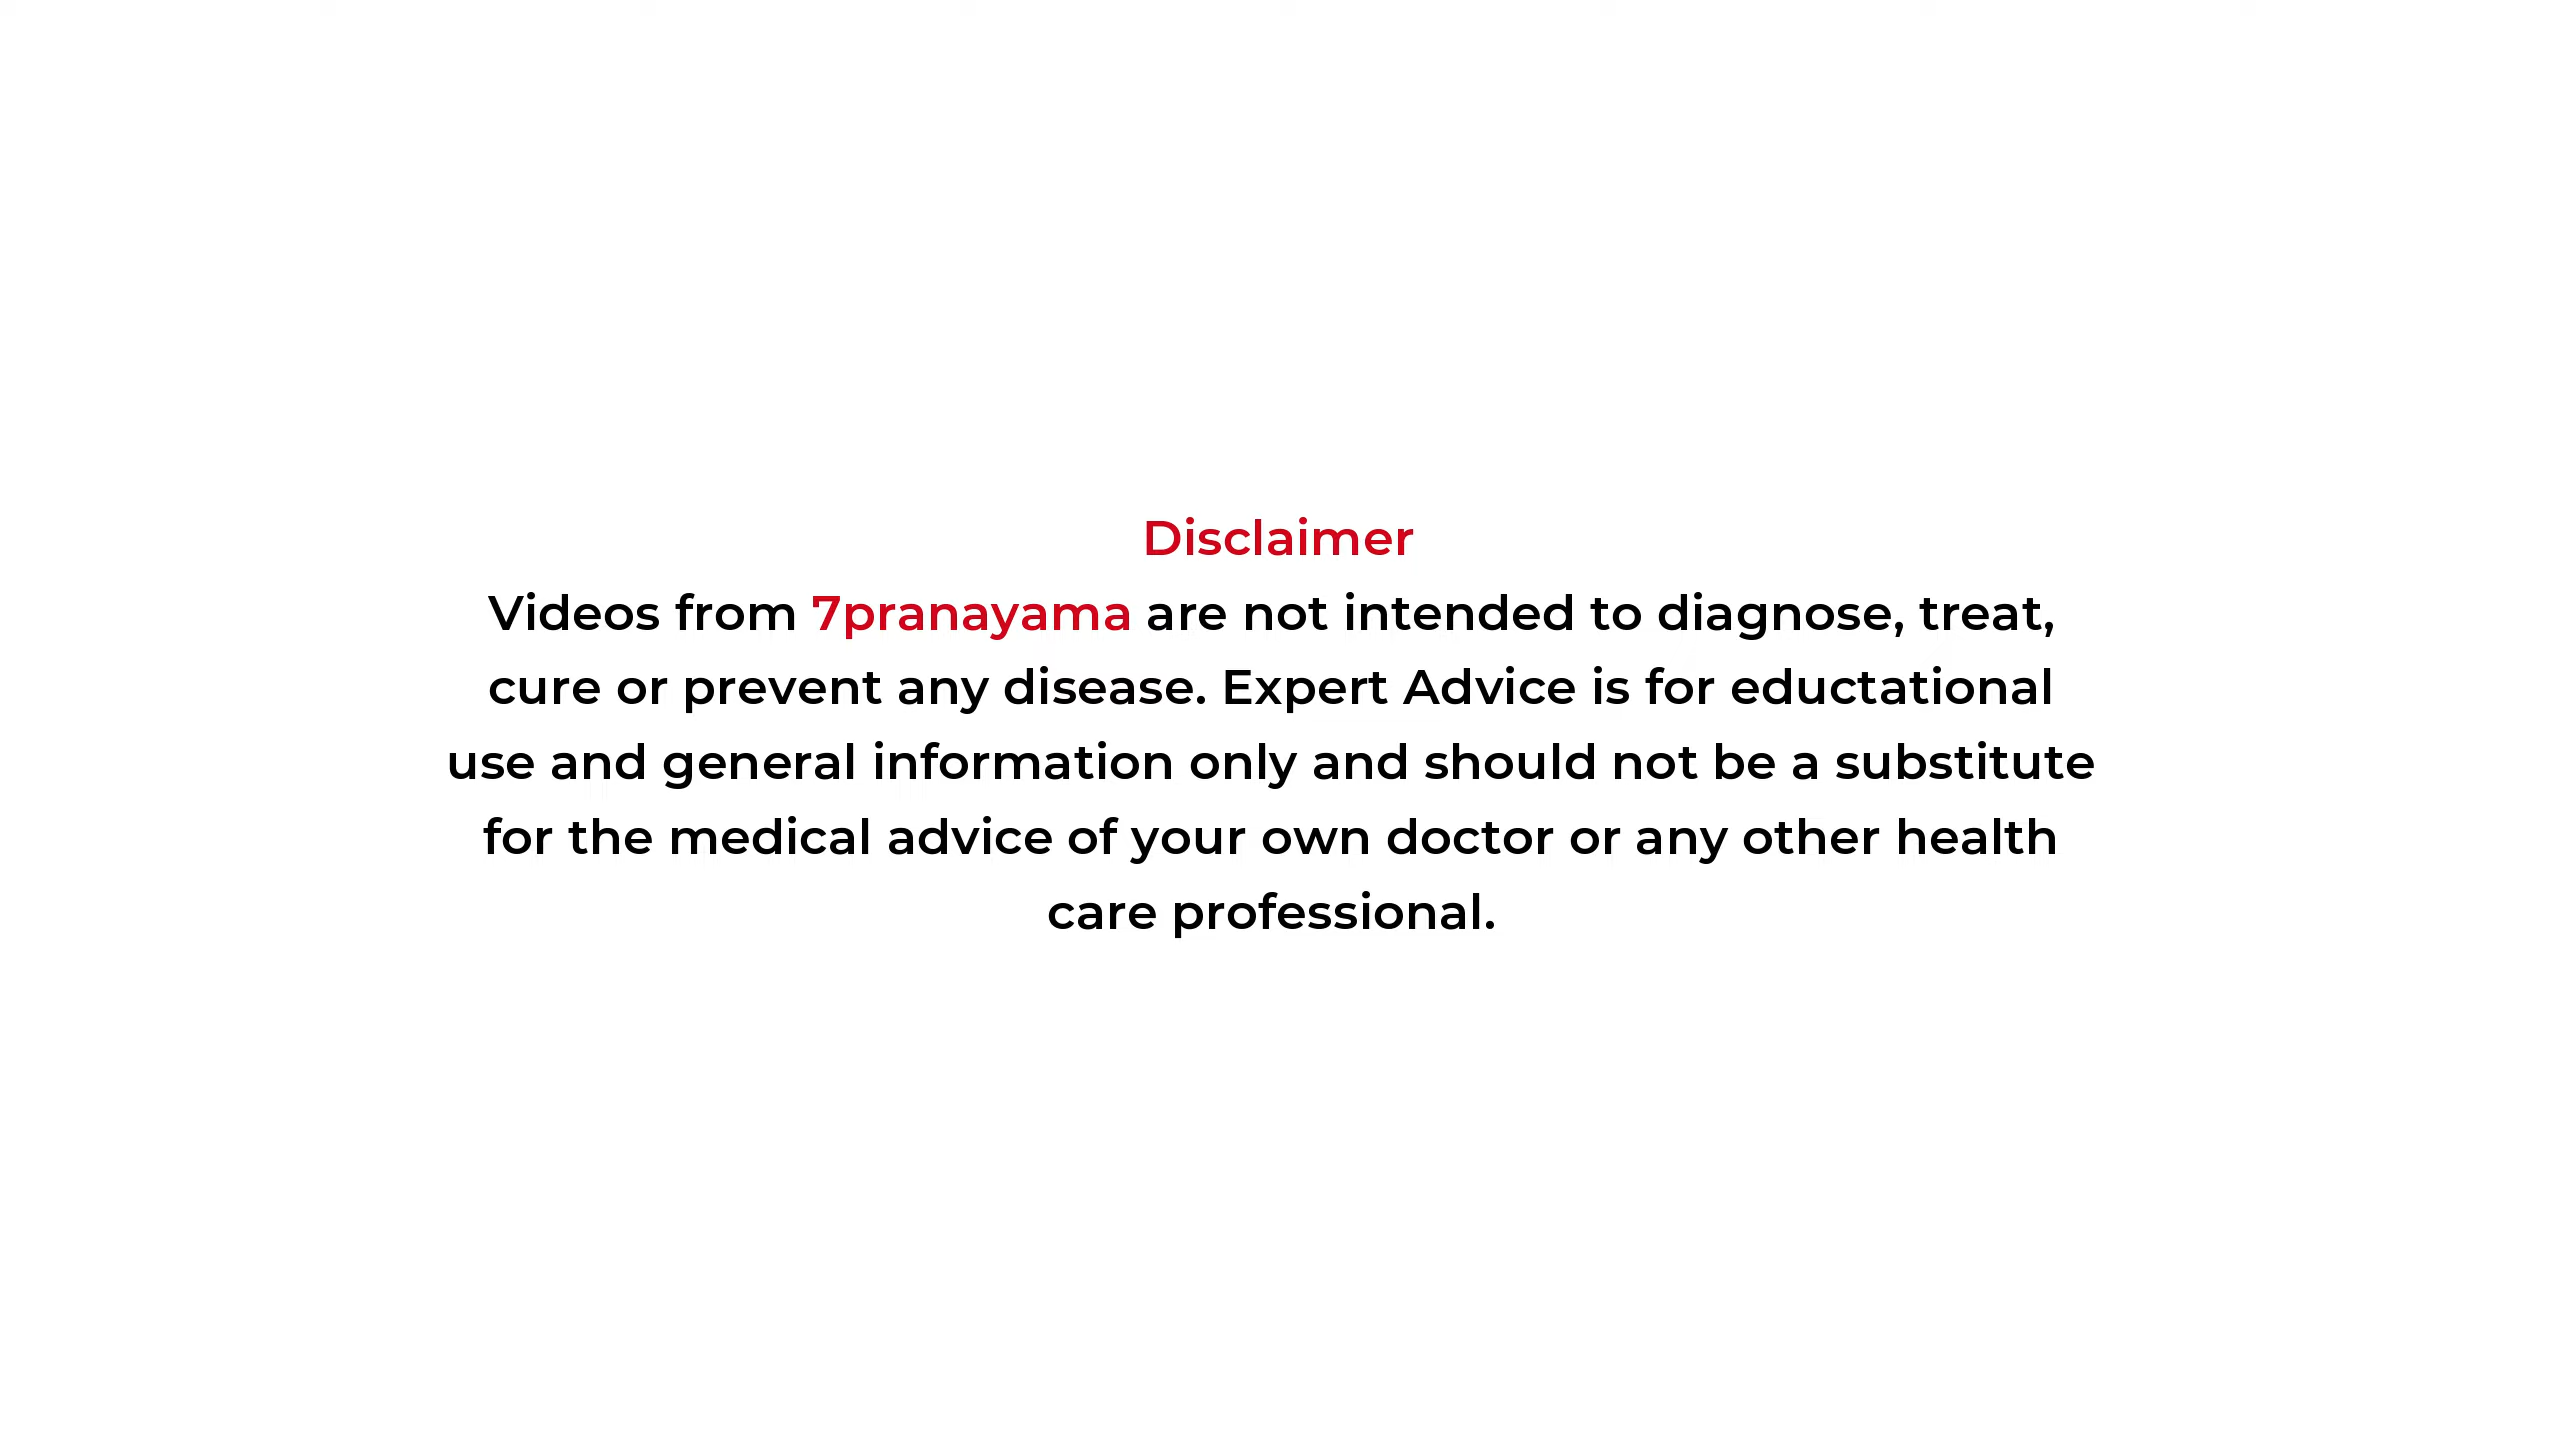 Disclaimer
Videos from 7pranayama are not intended to diagnose, treat,
cure or prevent any disease. Expert Advice is for eductational
use and general information only and should not be a substitute
for the medical advice of your own doctor or any other health
care professional.